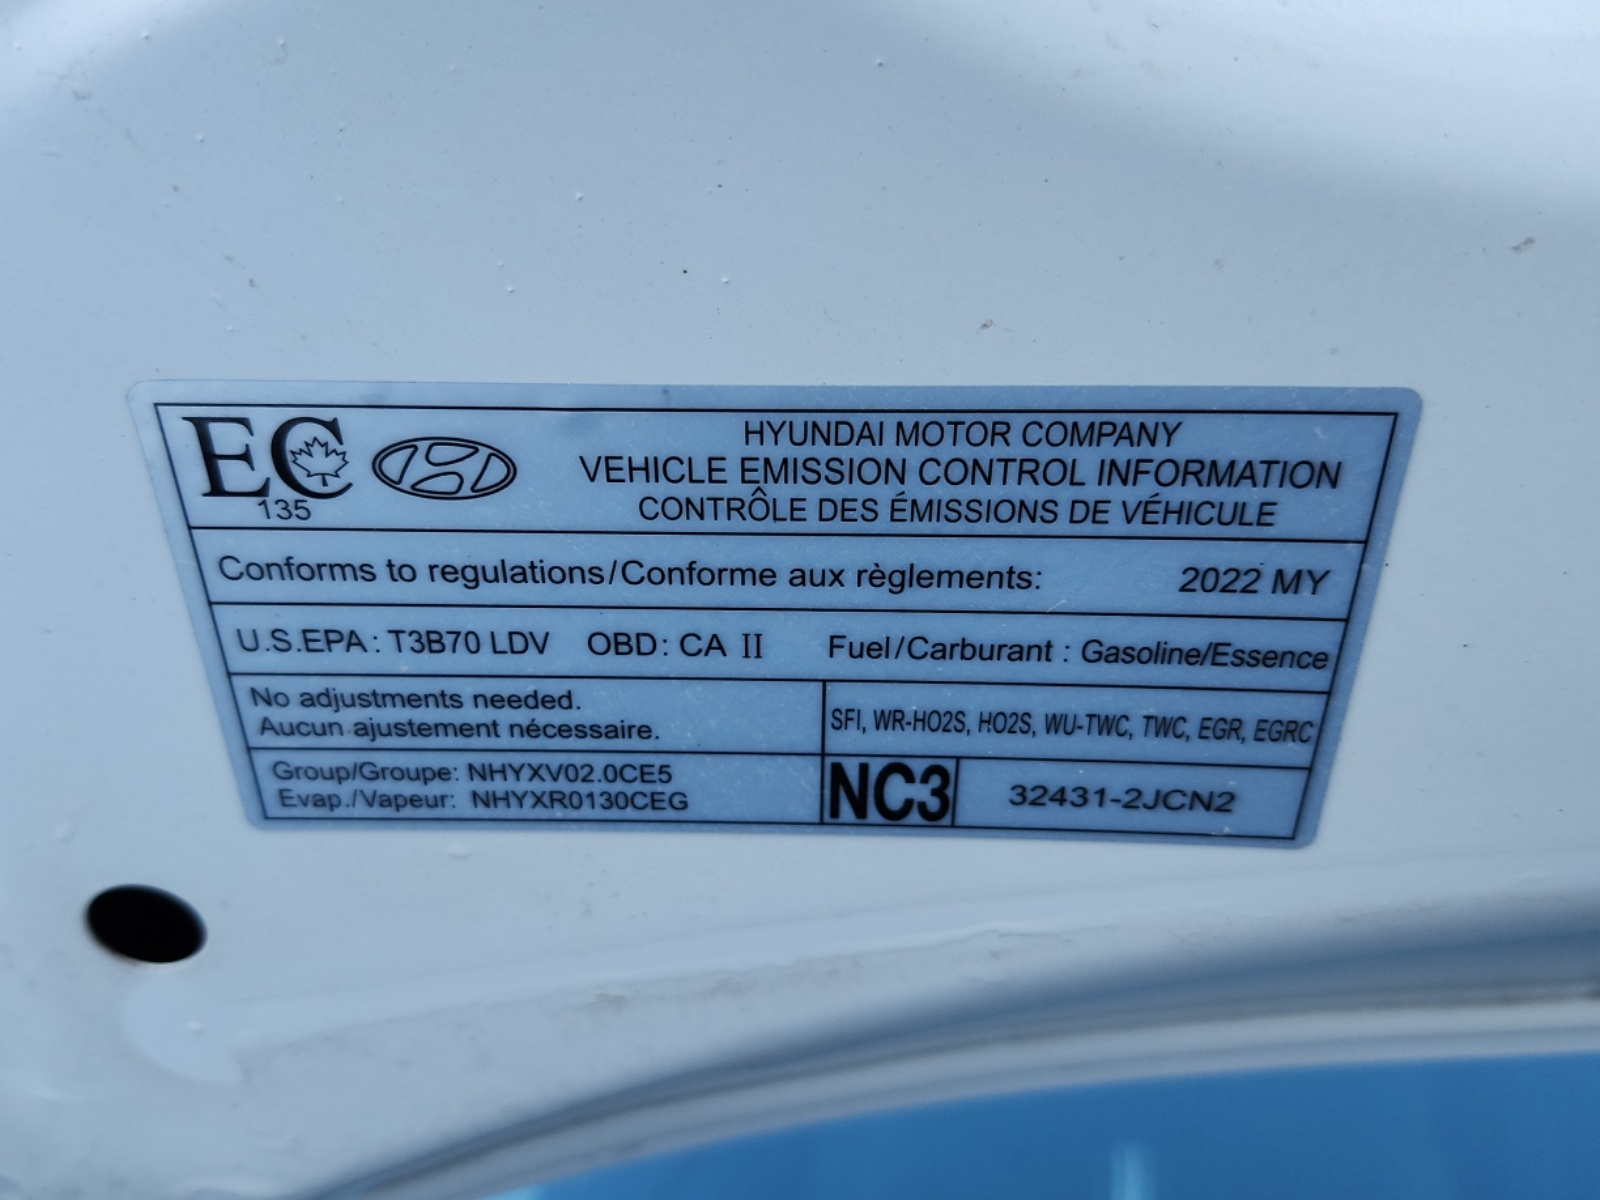 EC
135
HYUNDAI MOTOR COMPANY
VEHICLE EMISSION CONTROL INFORMATION
CONTRÔLE DES ÉMISSIONS DE VÉHICULE
Conforms to regulations/Conforme aux règlements: 2022 MY
U.S.EPA : T3B70 LDV OBD: CA II Fuel/Carburant : Gasoline/Essence
No adjustments needed.
Aucun ajustement nécessaire.
SFI, WR-HO2S, HO2S, WU-TWC, TWC, EGR, EGRC
Group/Groupe: NHYXV02.0CE5
Evap./Vapeur: NHYXR0130CEG
NC3
32431-2JCN2